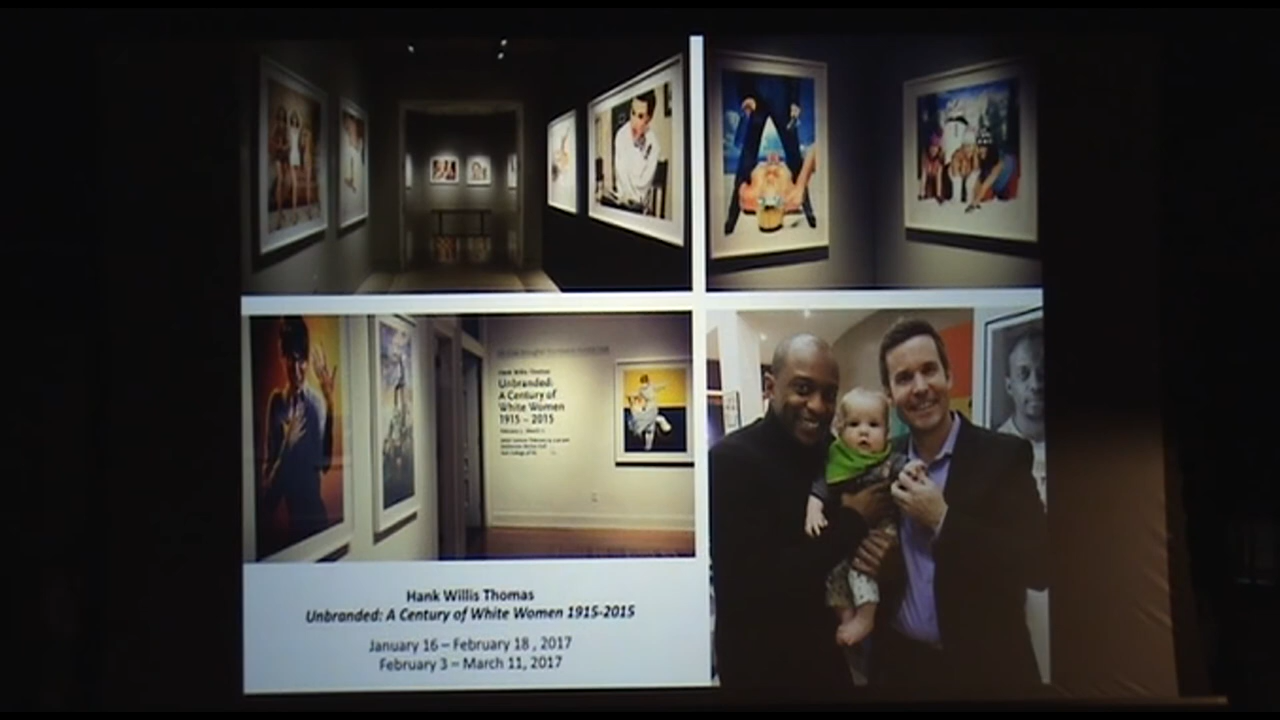 Hank Willis Thomas
Unbranded:
A Century of
White Women
1915 – 2015
Hank Willis Thomas
Unbranded: A Century of White Women 1915-2015
January 16 – February 18 , 2017
February 3 – March 11, 2017